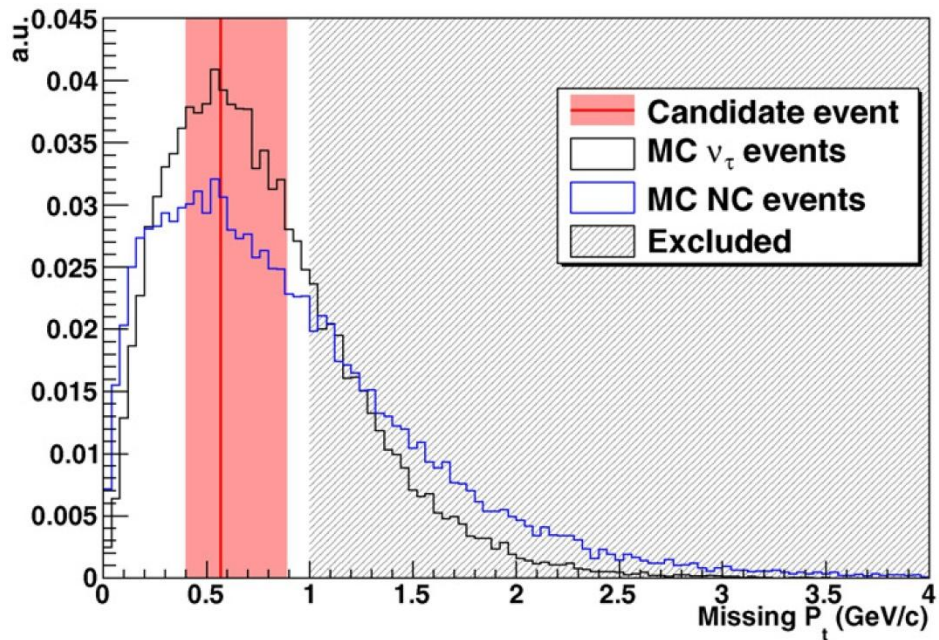 a.u.
0.045
0.04
0.035
0.03
0.025
0.02
0.015
0.01
0.005
0
Candidate event
MC ντ events
MC NC events
Excluded
0 0.5 1 1.5 2 2.5 3 3.5 4
Missing Pt (GeV/c)